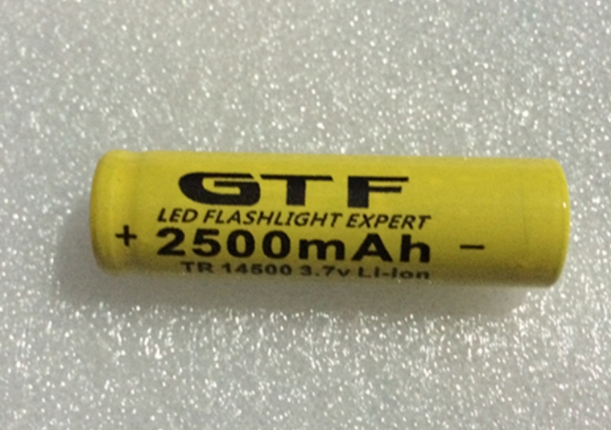 GTF
LED FLASHLIGHT EXPERT
+ 2500mAh -
TR 14500 3.7v Li-Ion